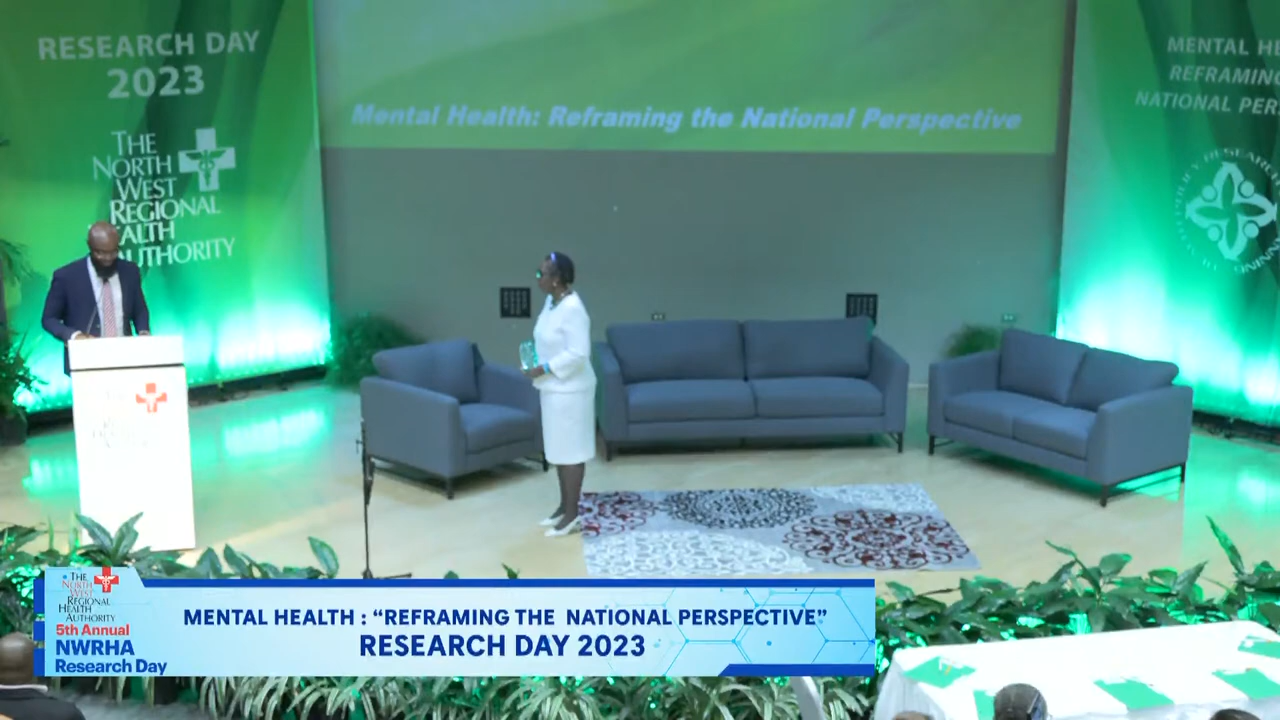 RESEARCH DAY
2023
THE
NORTH
WEST
REGIONAL
HEALTH
AUTHORITY
Mental Health: Reframing the National Perspective
MENTAL HE
REFRAMING
NATIONAL PER
THE
NORTH
WEST
REGIONAL
HEALTH
AUTHORITY
5th Annual
NWRHA
Research Day
MENTAL HEALTH : “REFRAMING THE NATIONAL PERSPECTIVE”
RESEARCH DAY 2023